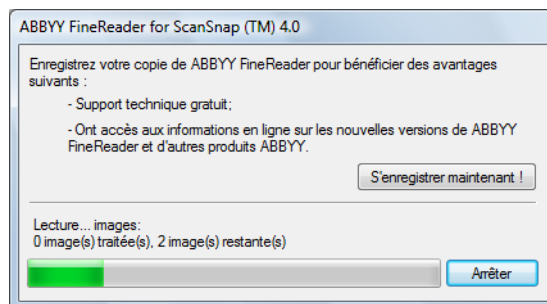 ABBYY FineReader for ScanSnap (TM) 4.0
Enregistrez votre copie de ABBYY FineReader pour bénéficier des avantages
suivants :
- Support technique gratuit;
- Ont accès aux informations en ligne sur les nouvelles versions de ABBYY
FineReader et d'autres produits ABBYY.
S'enregistrer maintenant !
Lecture... images:
0 image(s) traitée(s), 2 image(s) restante(s)
Arrêter